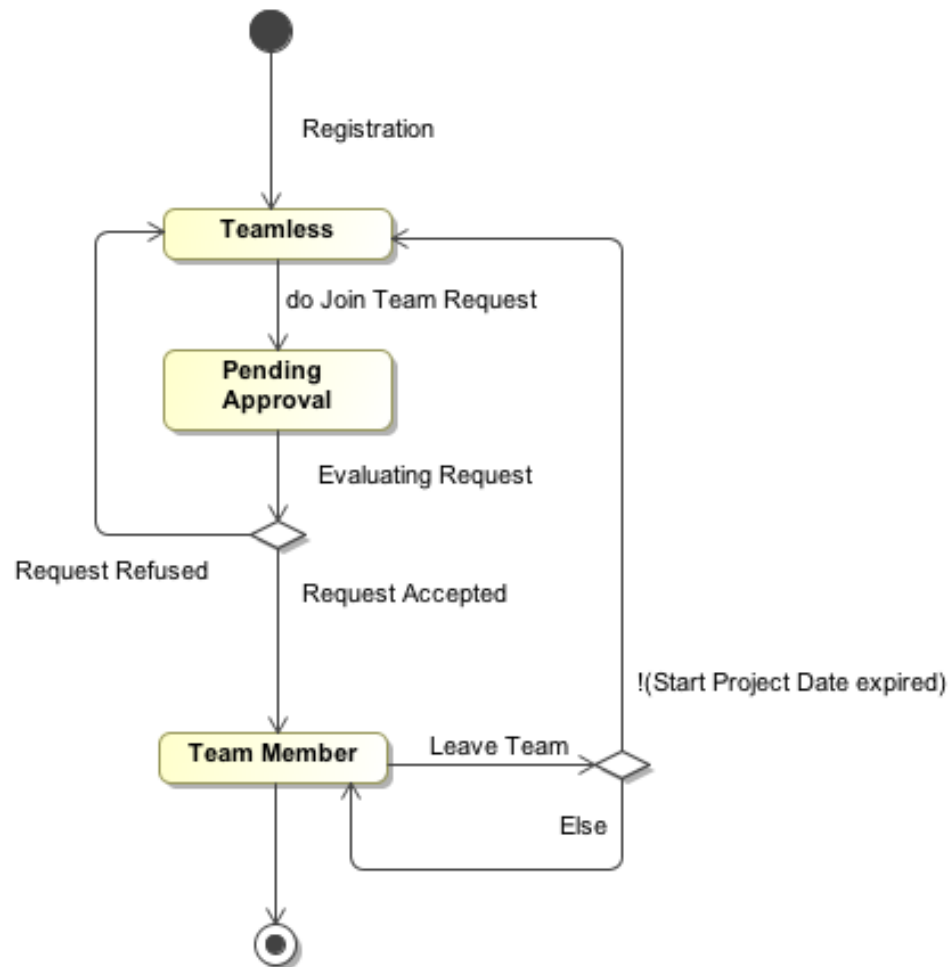 Registration
Teamless
do Join Team Request
Pending
Approval
Evaluating Request
Request Refused
Request Accepted
!(Start Project Date expired)
Team Member
Leave Team
Else